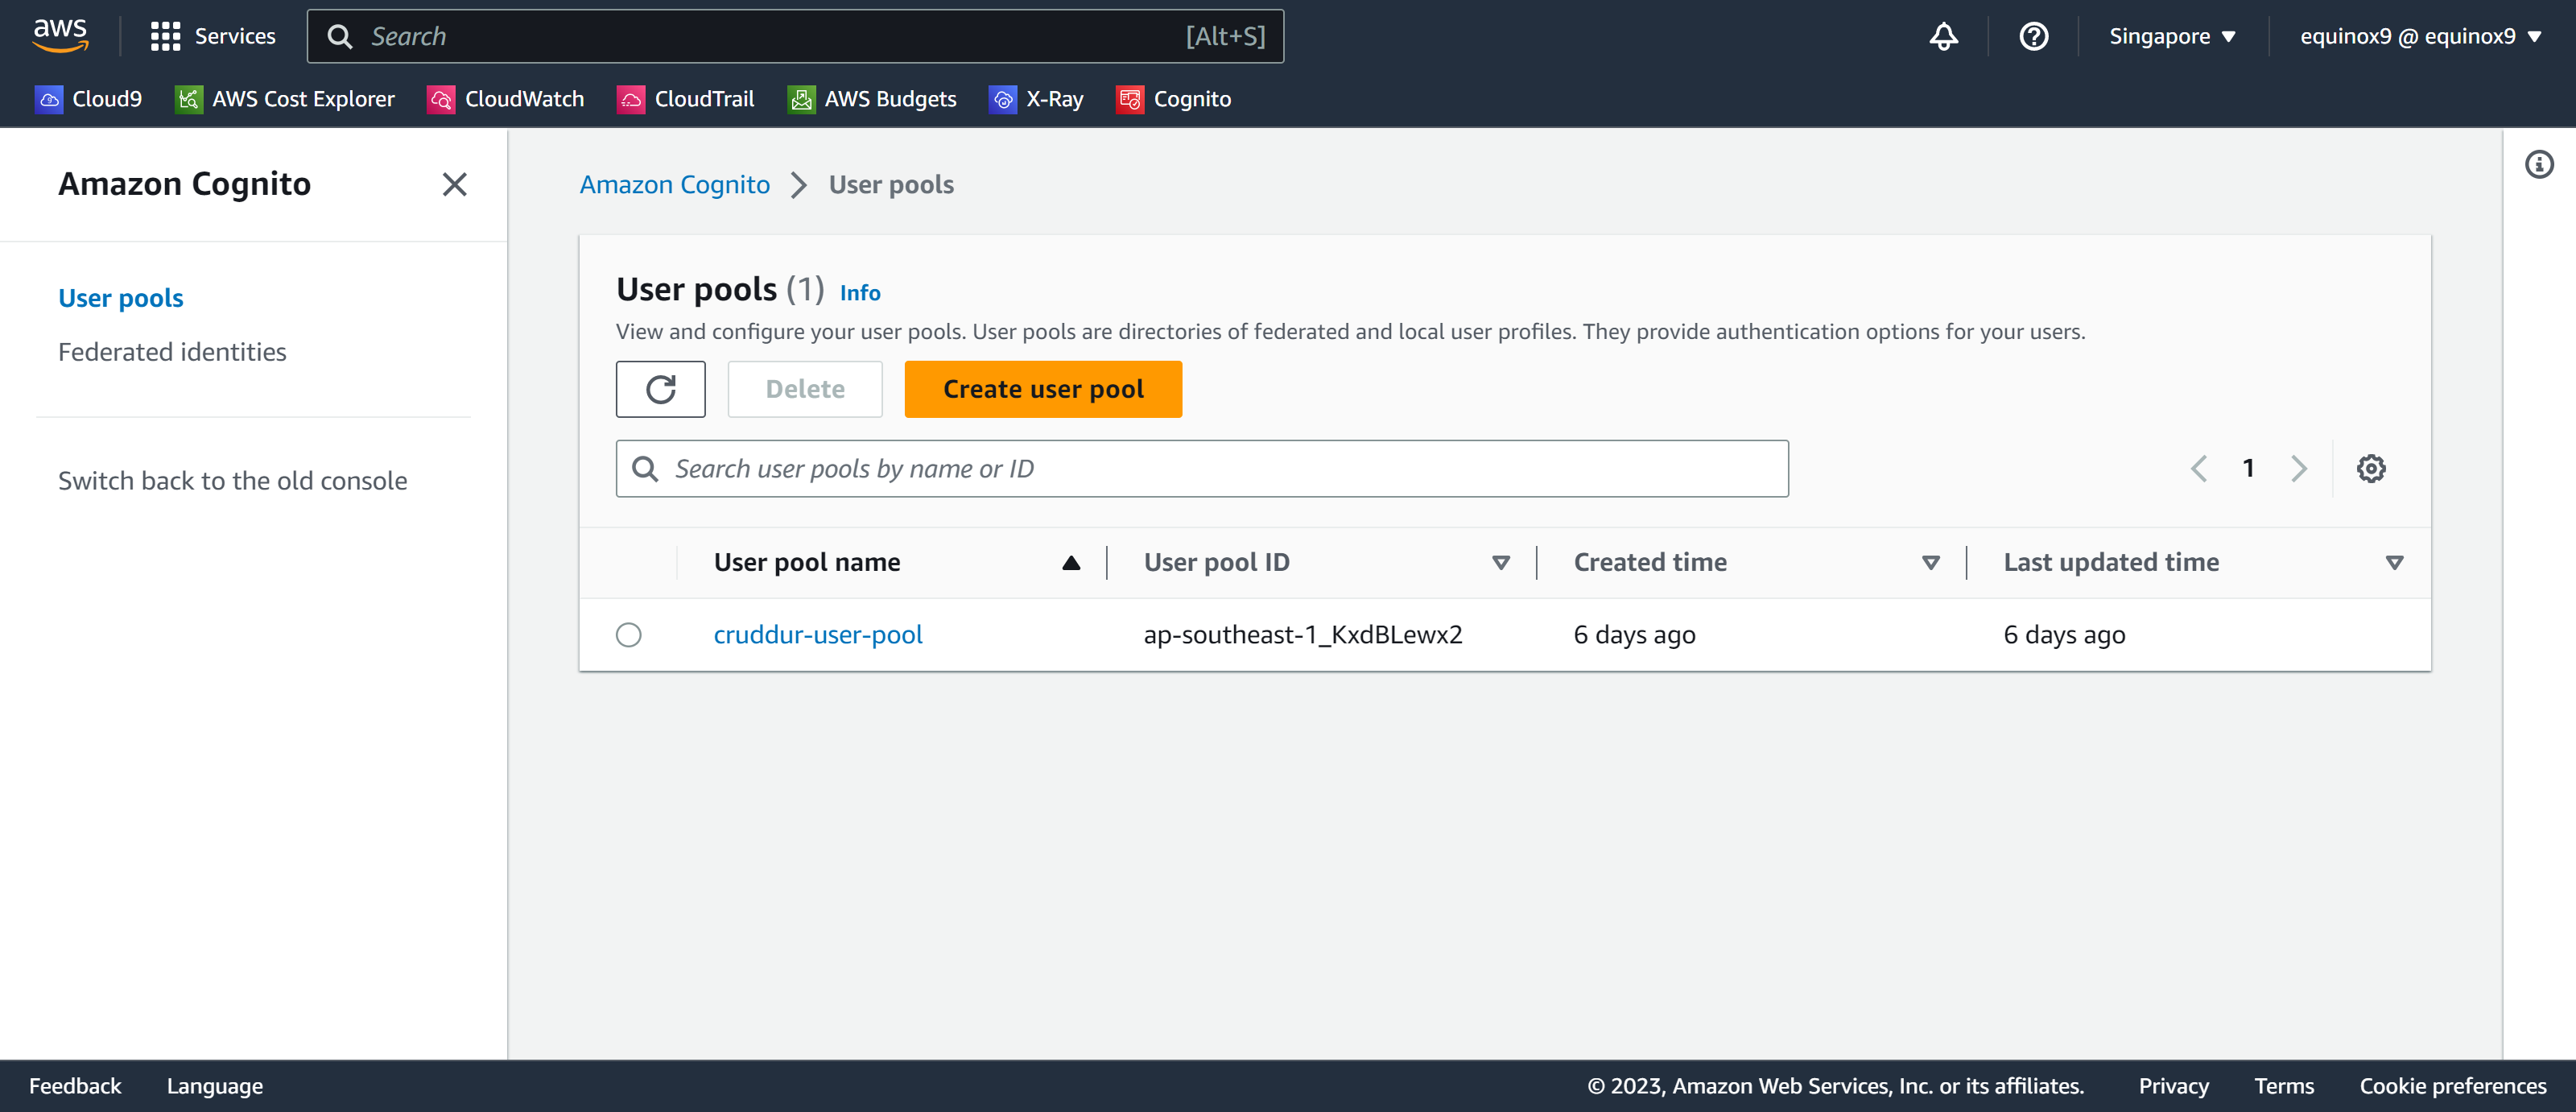 aws
Services
Search
[Alt+S]
Singapore
equinox9 @ equinox9
Cloud9
AWS Cost Explorer
CloudWatch
CloudTrail
AWS Budgets
X-Ray
Cognito
Amazon Cognito
User pools
Federated identities
Switch back to the old console
Amazon Cognito
User pools
User pools (1) Info
View and configure your user pools. User pools are directories of federated and local user profiles. They provide authentication options for your users.
Delete
Create user pool
Search user pools by name or ID
1
User pool name
User pool ID
Created time
Last updated time
cruddur-user-pool
ap-southeast-1_KxdBLewx2
6 days ago
6 days ago
Feedback
Language
© 2023, Amazon Web Services, Inc. or its affiliates.
Privacy
Terms
Cookie preferences